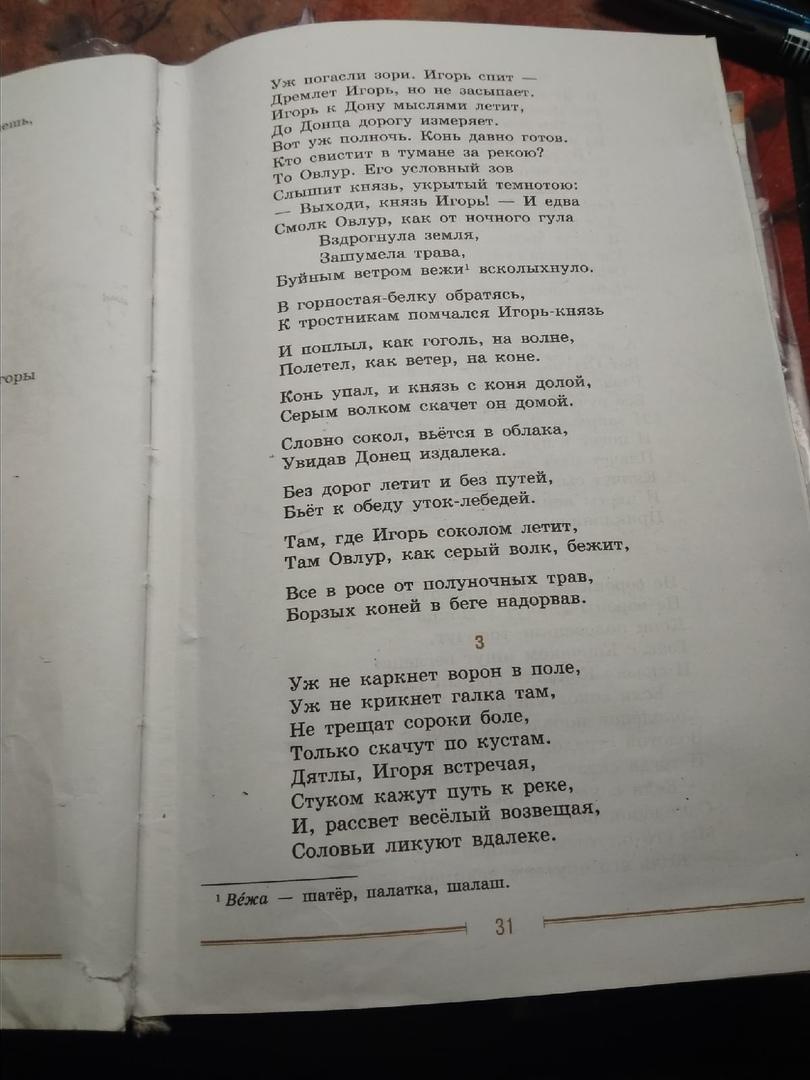 ешь,
горы
Уж погасли зори. Игорь спит —
Дремлет Игорь, но не засыпает.
Игорь к Дону мыслями летит,
До Донца дорогу измеряет.
Вот уж полночь. Конь давно готов.
Кто свистит в тумане за рекою?
То Овлур. Его условный зов
Слышит князь, укрытый темнотою:
— Выходи, князь Игорь! — И едва
Смолк Овлур, как от ночного гула
Вздрогнула земля,
Зашумела трава,
Буйным ветром вежи¹ всколыхнуло.
В горностая-белку обратясь,
К тростникам помчался Игорь-князь
И поплыл, как гоголь, на волне,
Полетел, как ветер, на коне.
Конь упал, и князь с коня долой,
Серым волком скачет он домой.
Словно сокол, вьётся в облака,
Увидав Донец издалека.
Без дорог летит и без путей,
Бьёт к обеду уток-лебедей.
Там, где Игорь соколом летит,
Там Овлур, как серый волк, бежит,
Все в росе от полуночных трав,
Борзых коней в беге надорвав.
3
Уж не каркнет ворон в поле,
Уж не крикнет галка там,
Не трещат сороки боле,
Только скачут по кустам.
Дятлы, Игоря встречая,
Стуком кажут путь к реке,
И, рассвет весёлый возвещая,
Соловьи ликуют вдалеке.
¹ Ве́жа — шатёр, палатка, шалаш.
31